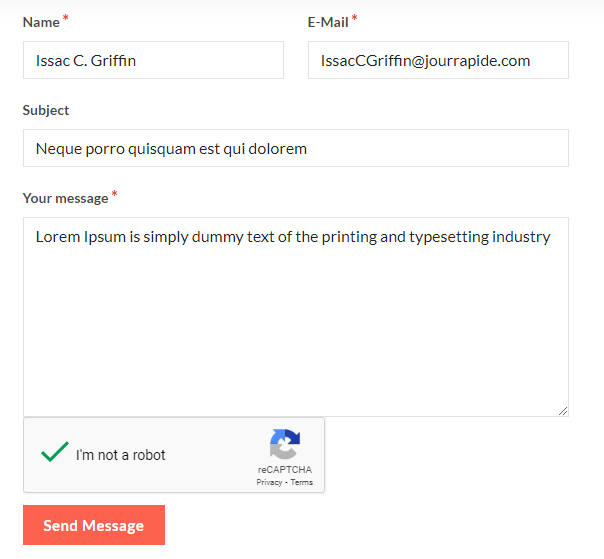 Name * E-Mail *
Issac C. Griffin IssacCGriffin@jourrapide.com
Subject
Neque porro quisquam est qui dolorem
Your message *
Lorem Ipsum is simply dummy text of the printing and typesetting industry
I'm not a robot
reCAPTCHA
Privacy - Terms
Send Message